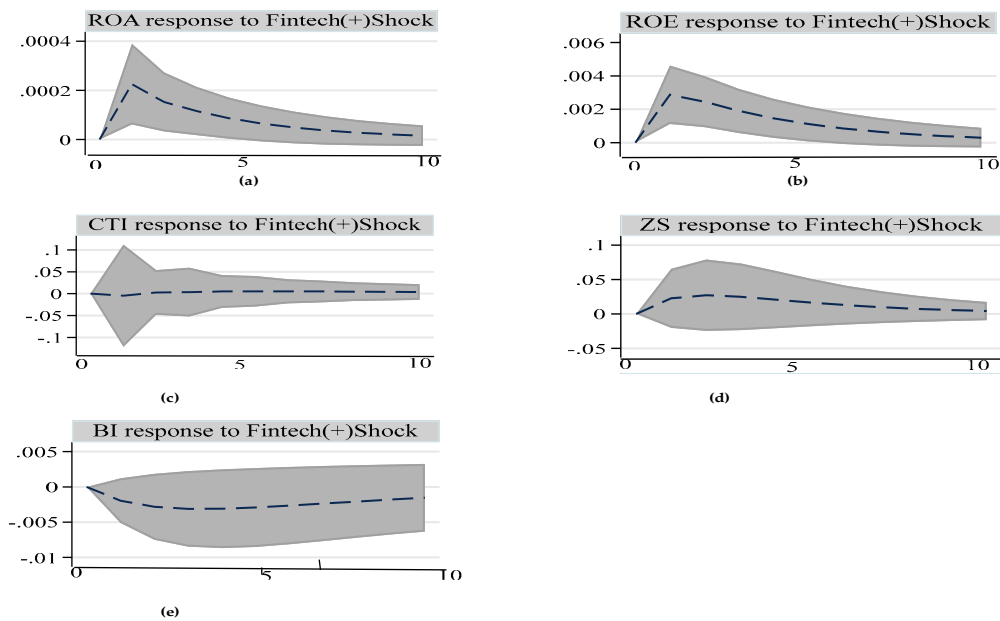 ROA response to Fintech(+)Shock
.0004
.0002
0
0 5 10
(a)
ROE response to Fintech(+)Shock
.006
.004
.002
0
0 5 10
(b)
CTI response to Fintech(+)Shock
.1
.05
0
-.05
-.1
0 5 10
(c)
ZS response to Fintech(+)Shock
.1
.05
0
-.05
0 5 10
(d)
BI response to Fintech(+)Shock
.005
0
-.005
-.01
0 5 10
(e)